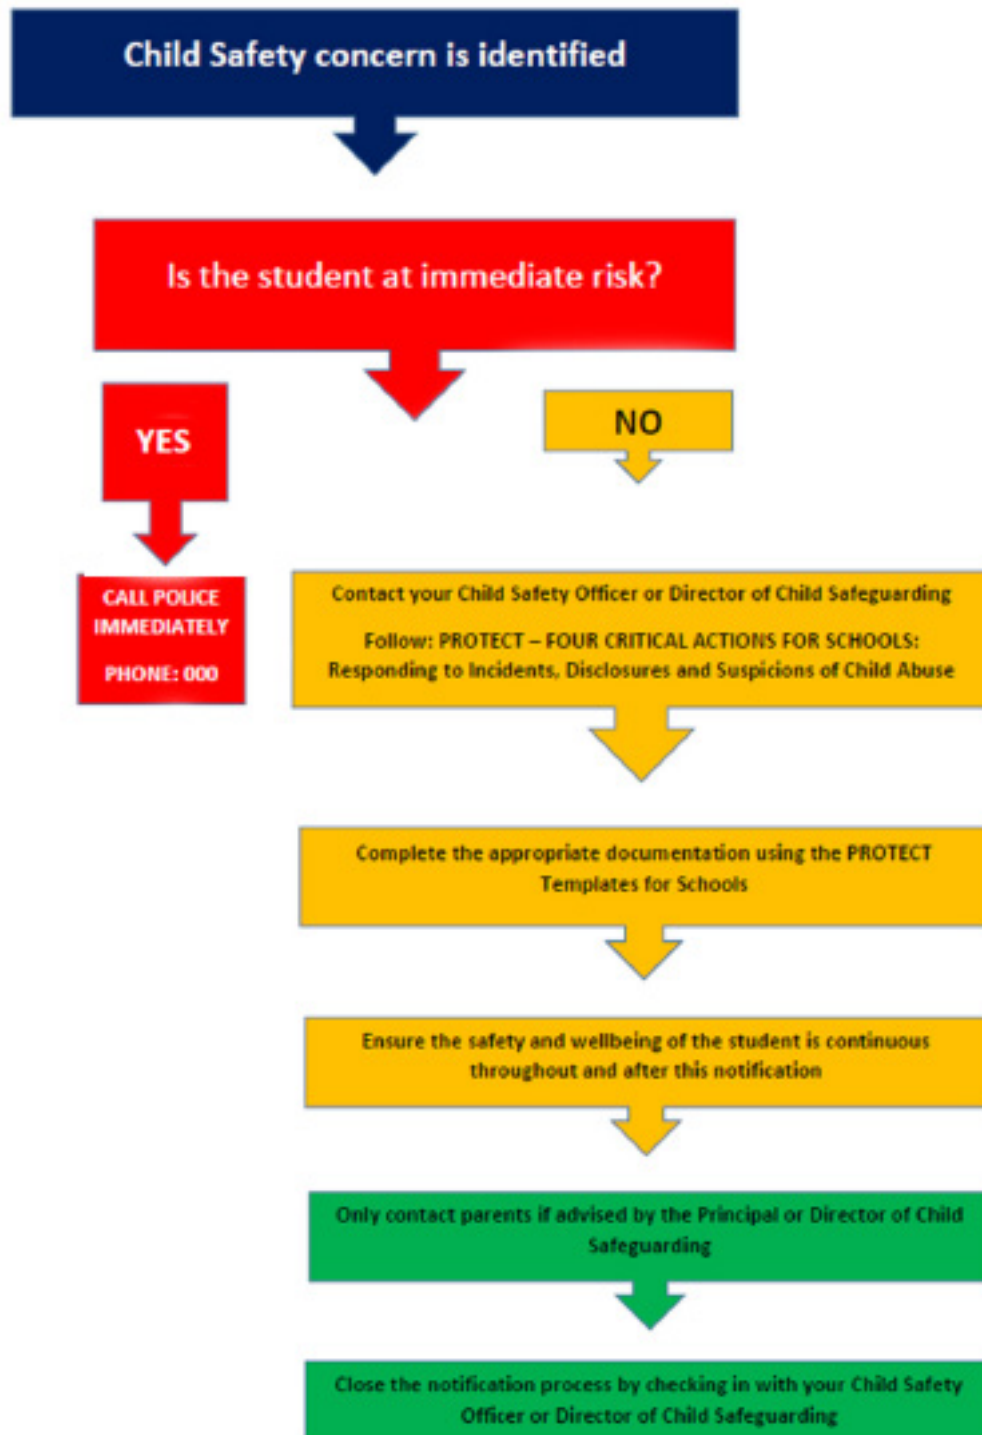 Child Safety concern is identified
Is the student at immediate risk?
YES
NO
CALL POLICE
IMMEDIATELY
PHONE: 000
Contact your Child Safety Officer or Director of Child Safeguarding
Follow: PROTECT – FOUR CRITICAL ACTIONS FOR SCHOOLS:
Responding to Incidents, Disclosures and Suspicions of Child Abuse
Complete the appropriate documentation using the PROTECT
Templates for Schools
Ensure the safety and wellbeing of the student is continuous
throughout and after this notification
Only contact parents if advised by the Principal or Director of Child
Safeguarding
Close the notification process by checking in with your Child Safety
Officer or Director of Child Safeguarding